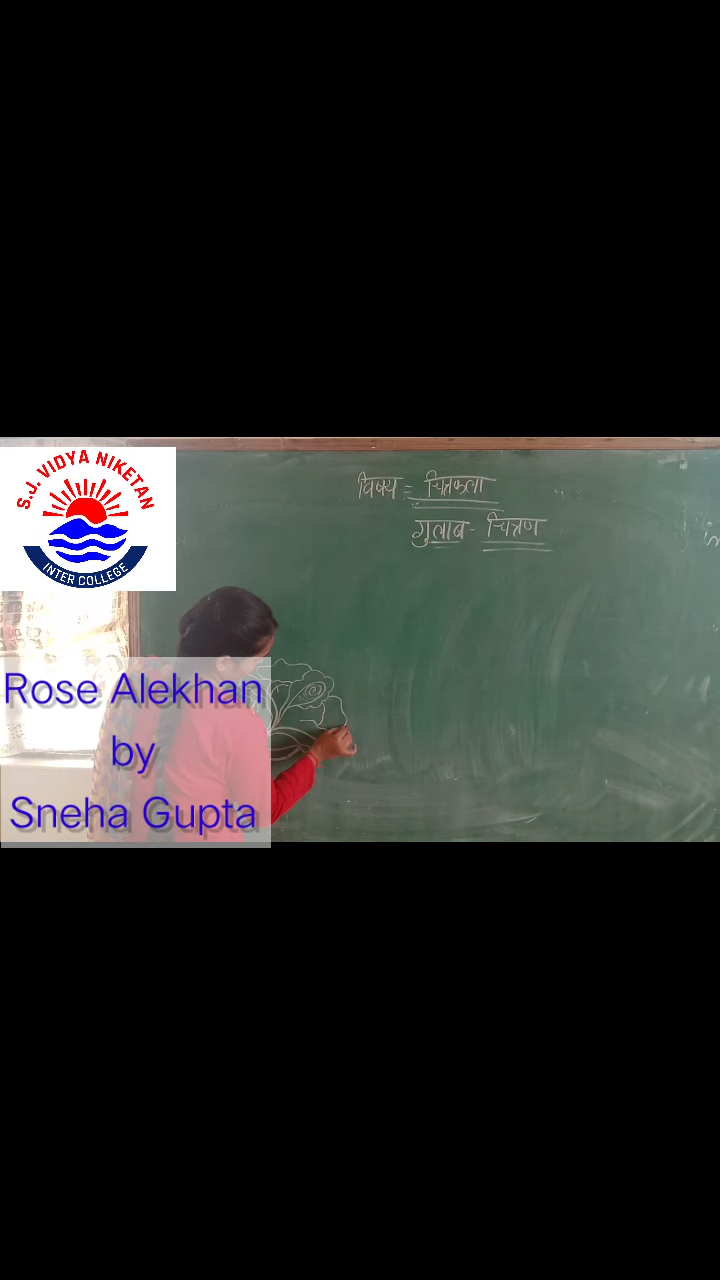 S.J. VIDYA NIKETAN
INTER COLLEGE
विषय = चित्रकला
गुलाब - चित्रण
Rose Alekhan
by
Sneha Gupta